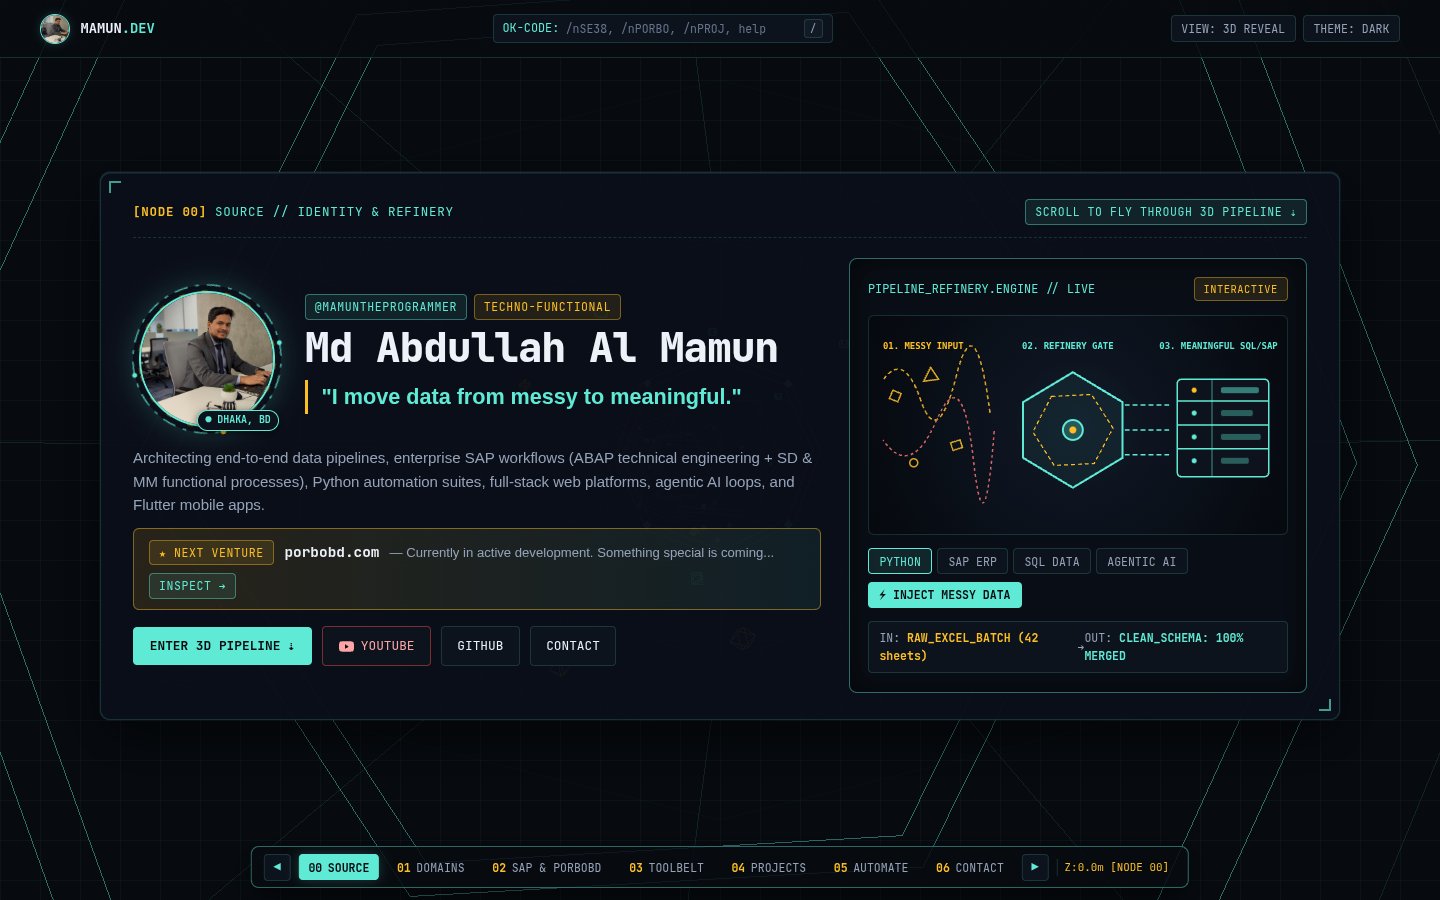 MAMUN.DEV
OK-CODE: /nSE38, /nPORBO, /nPROJ, help /
VIEW: 3D REVEAL
THEME: DARK
[NODE 00] SOURCE // IDENTITY & REFINERY
SCROLL TO FLY THROUGH 3D PIPELINE ↓
@MAMUNTHEPROGRAMMER
TECHNO-FUNCTIONAL
Md Abdullah Al Mamun
"I move data from messy to meaningful."
DHAKA, BD
Architecting end-to-end data pipelines, enterprise SAP workflows (ABAP technical engineering + SD &
MM functional processes), Python automation suites, full-stack web platforms, agentic AI loops, and
Flutter mobile apps.
★ NEXT VENTURE porbobd.com — Currently in active development. Something special is coming...
INSPECT →
ENTER 3D PIPELINE ↓
YOUTUBE
GITHUB
CONTACT
PIPELINE_REFINERY.ENGINE // LIVE
INTERACTIVE
01. MESSY INPUT
02. REFINERY GATE
03. MEANINGFUL SQL/SAP
PYTHON
SAP ERP
SQL DATA
AGENTIC AI
⚡ INJECT MESSY DATA
IN: RAW_EXCEL_BATCH (42
sheets)
→
OUT: CLEAN_SCHEMA: 100%
MERGED
◄
00 SOURCE
01 DOMAINS
02 SAP & PORBOBD
03 TOOLBELT
04 PROJECTS
05 AUTOMATE
06 CONTACT
►
Z:0.0m [NODE 00]